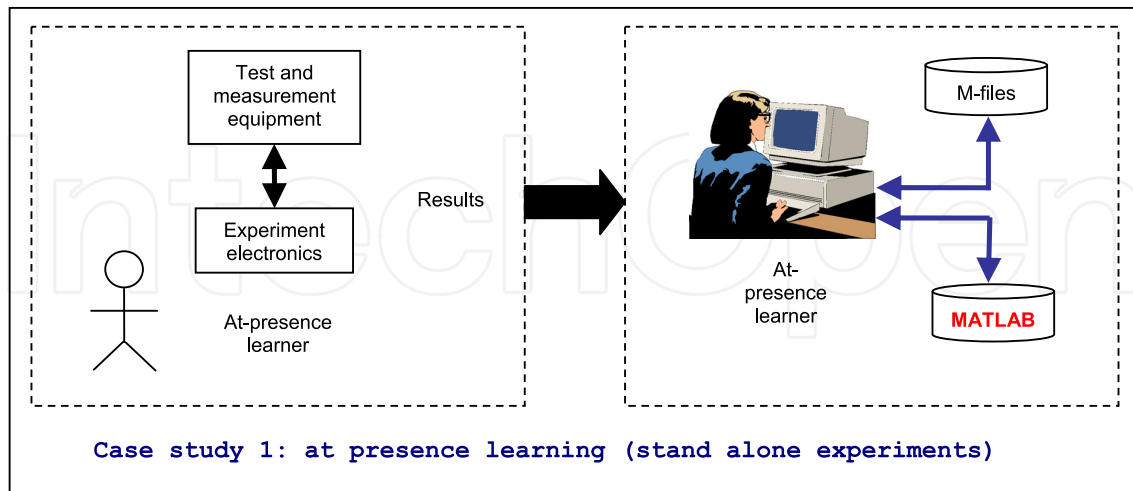 Test and
measurement
equipment
Experiment
electronics
At-presence
learner
Results
At-
presence
learner
M-files
MATLAB
IntechOpen
Case study 1: at presence learning (stand alone experiments)